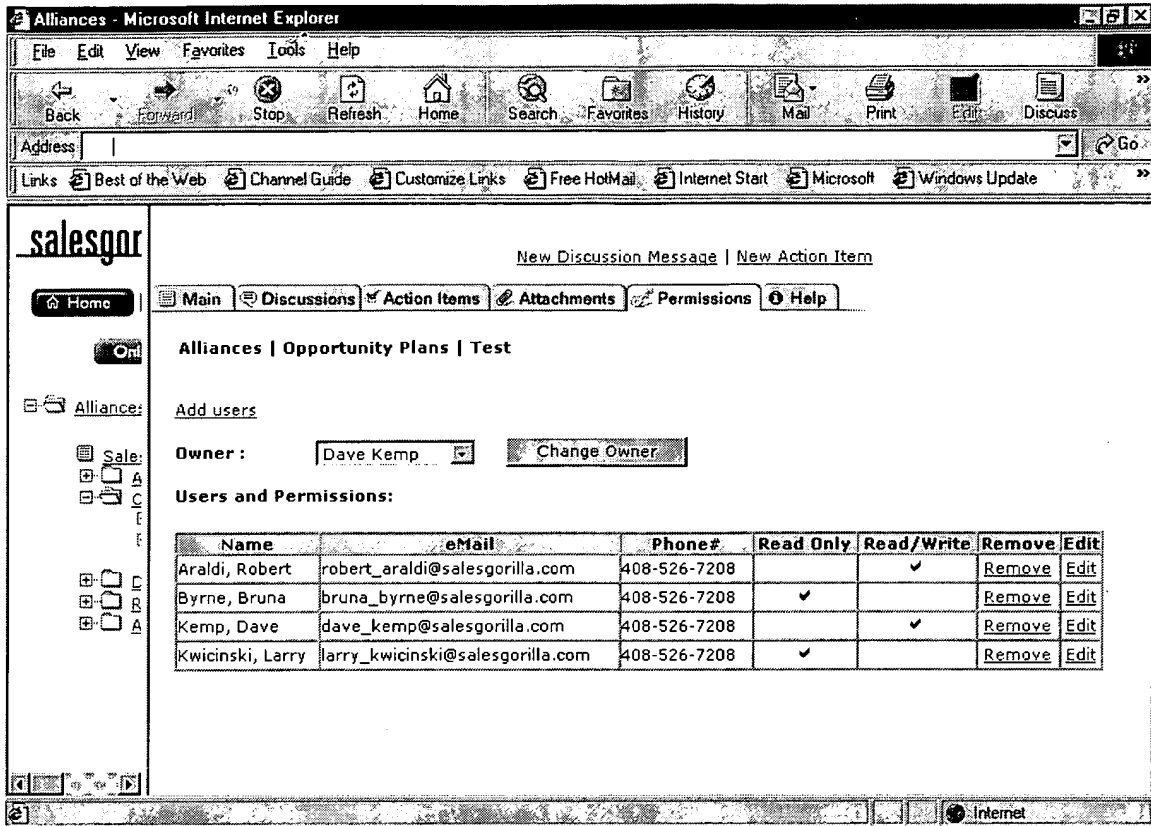 Alliances - Microsoft Internet Explorer
File Edit View Favorites Tools Help
Back Forward Stop Refresh Home Search Favorites History Mail Print Edit Discuss »
Address Go
Links Best of the Web Channel Guide Customize Links Free HotMail Internet Start Microsoft Windows Update »
salesgor
New Discussion Message | New Action Item
Home
Main Discussions Action Items Attachments Permissions Help
Alliances | Opportunity Plans | Test
Alliances
Add users
Sale
Owner : Dave Kemp Change Owner
A
C
Users and Permissions:
Name eMail Phone# Read Only Read/Write Remove Edit
Araldi, Robert robert_araldi@salesgorilla.com 408-526-7208 ✔ Remove Edit
D
Byrne, Bruna bruna_byrne@salesgorilla.com 408-526-7208 ✔ Remove Edit
R
Kemp, Dave dave_kemp@salesgorilla.com 408-526-7208 ✔ Remove Edit
A
Kwicinski, Larry larry_kwicinski@salesgorilla.com 408-526-7208 ✔ Remove Edit
Internet